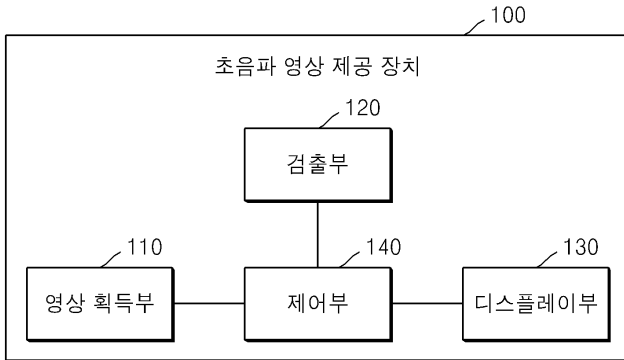 100
초음파 영상 제공 장치
120
검출부
110
140
130
영상 획득부
제어부
디스플레이부